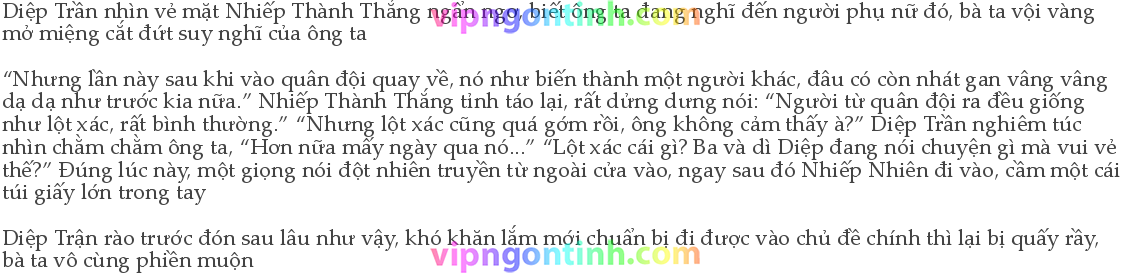 Diệp Trần nhìn vẻ mặt Nhiếp Thành Thắng ngẩn ngơ, biết ông ta đang nghĩ đến người phụ nữ đó, bà ta vội vàng
mở miệng cắt đứt suy nghĩ của ông ta
vipngontinh.com
“Nhưng lần này sau khi vào quân đội quay về, nó như biến thành một người khác, đâu có còn nhát gan vâng vâng
dạ dạ như trước kia nữa.” Nhiếp Thành Thắng tỉnh táo lại, rất dửng dưng nói: “Người từ quân đội ra đều giống
như lột xác, rất bình thường.” “Nhưng lột xác cũng quá gớm rồi, ông không cảm thấy à?” Diệp Trần nghiêm túc
nhìn chằm chằm ông ta, “Hơn nữa mấy ngày qua nó...” “Lột xác cái gì? Ba và dì Diệp đang nói chuyện gì mà vui vẻ
thế?” Đúng lúc này, một giọng nói đột nhiên truyền từ ngoài cửa vào, ngay sau đó Nhiếp Nhiên đi vào, cầm một cái
túi giấy lớn trong tay
Diệp Trận rào trước đón sau lâu như vậy, khó khăn lắm mới chuẩn bị đi được vào chủ đề chính thì lại bị quấy rầy,
bà ta vô cùng phiền muộn
vipngontinh.com